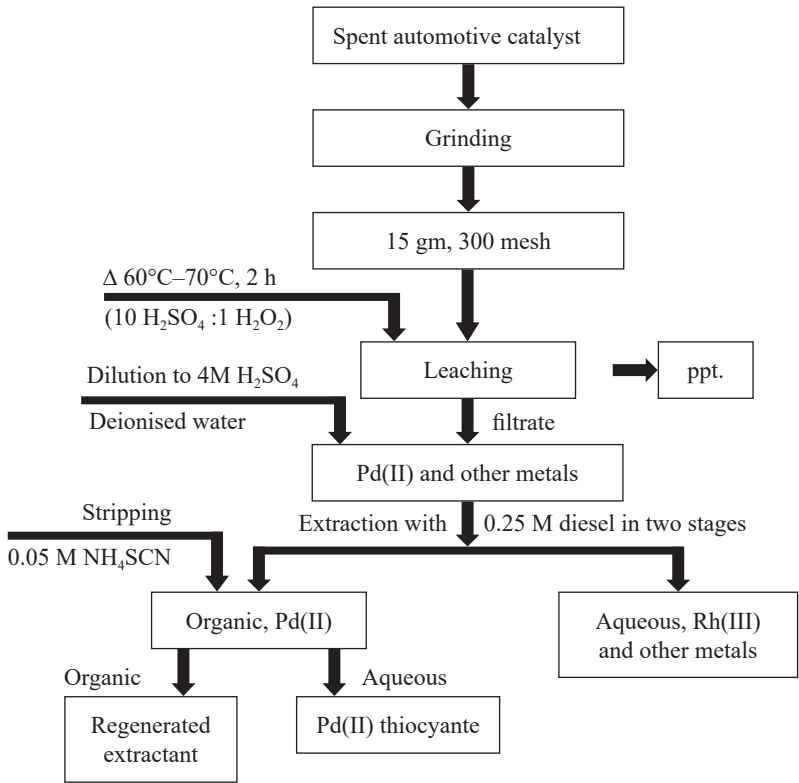 Spent automotive catalyst
Grinding
15 gm, 300 mesh
Δ 60°C–70°C, 2 h
(10 H₂SO₄ :1 H₂O₂)
Leaching
ppt.
Dilution to 4M H₂SO₄
Deionised water
filtrate
Pd(II) and other metals
Stripping
0.05 M NH₄SCN
Extraction with
0.25 M diesel in two stages
Organic, Pd(II)
Aqueous, Rh(III)
and other metals
Organic
Aqueous
Regenerated
extractant
Pd(II) thiocyante